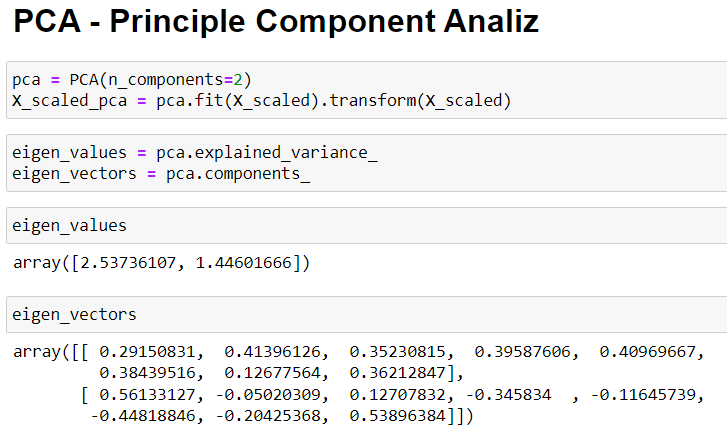 PCA - Principle Component Analiz
pca = PCA(n_components=2)
X_scaled_pca = pca.fit(X_scaled).transform(X_scaled)
eigen_values = pca.explained_variance_
eigen_vectors = pca.components_
eigen_values
array([2.53736107, 1.44601666])
eigen_vectors
array([[ 0.29150831,  0.41396126,  0.35230815,  0.39587606,  0.40969667,
         0.38439516,  0.12677564,  0.36212847],
       [ 0.56133127, -0.05020309,  0.12707832, -0.345834  , -0.11645739,
        -0.44818846, -0.20425368,  0.53896384]])